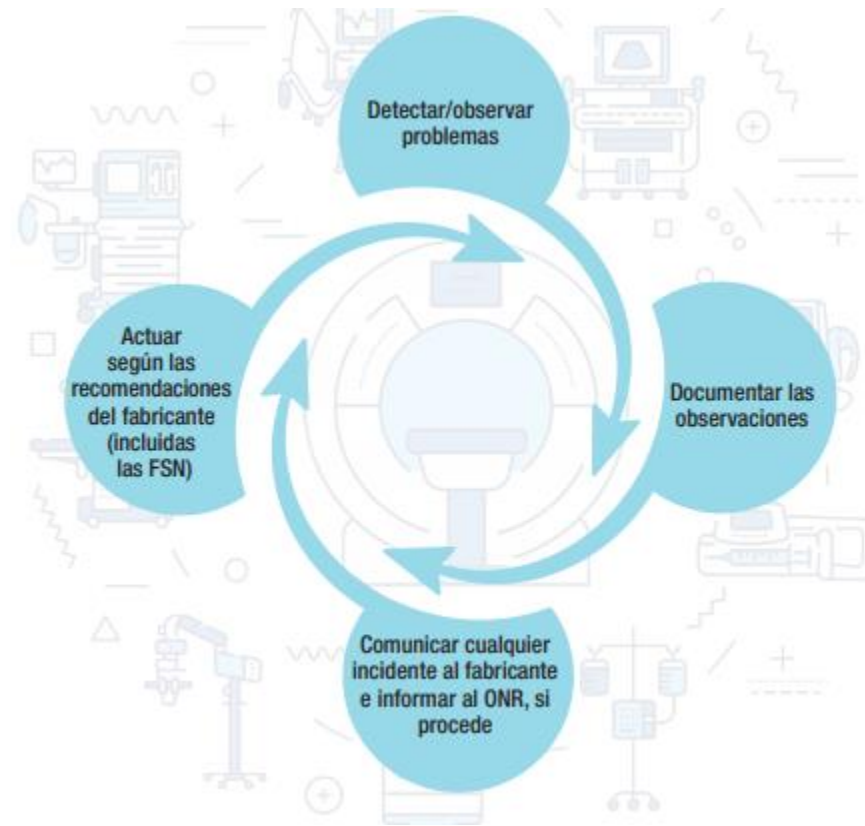 Detectar/observar
problemas
Documentar las
observaciones
Comunicar cualquier
incidente al fabricante
e informar al ONR, si
procede
Actuar
según las
recomendaciones
del fabricante
(incluidas
las FSN)